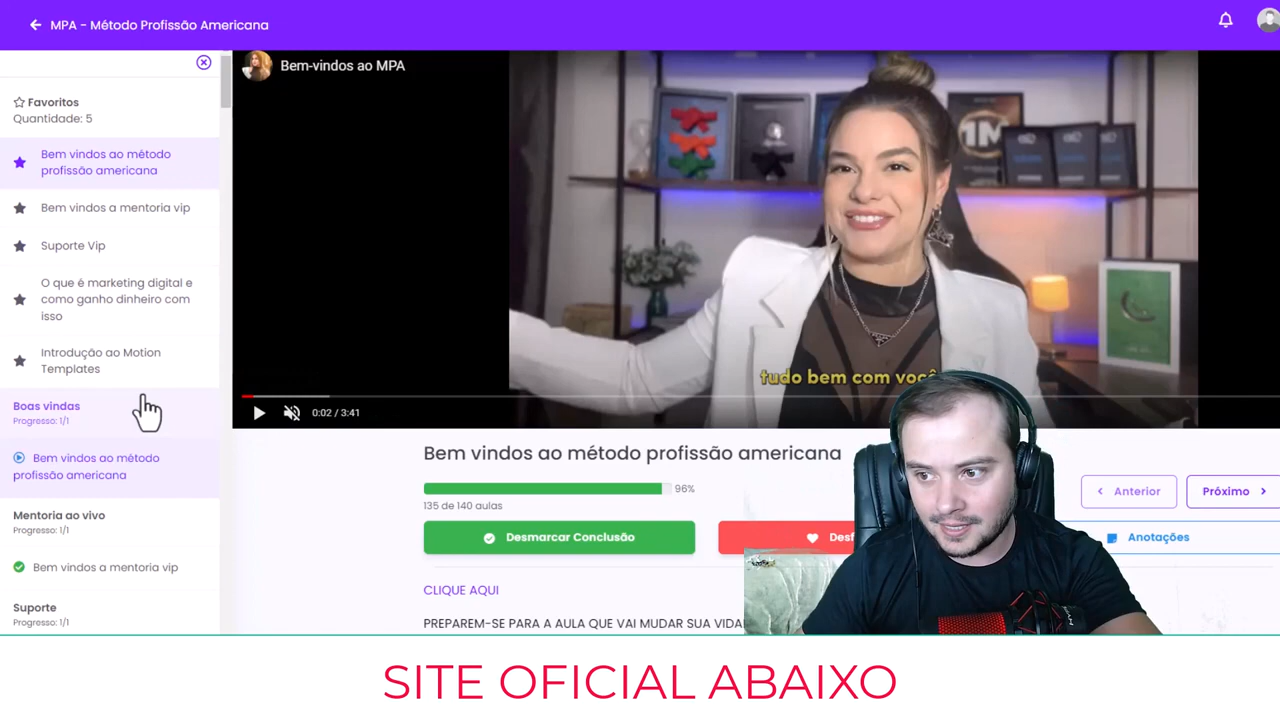 MPA - Método Profissão Americana
Favoritos
Quantidade: 5
Bem vindos ao método
profissão americana
Bem vindos a mentoria vip
Suporte Vip
O que é marketing digital e
como ganho dinheiro com
isso
Introdução ao Motion
Templates
Boas vindas
Progresso: 1/1
Bem vindos ao método
profissão americana
Mentoria ao vivo
Progresso: 1/1
Bem vindos a mentoria vip
Suporte
Progresso: 1/1
Bem-vindos ao MPA
1M
tudo bem com você
0:02 / 3:41
Bem vindos ao método profissão americana
96%
135 de 140 aulas
Anterior
Próximo
Desmarcar Conclusão
Desf
Anotações
CLIQUE AQUI
PREPAREM-SE PARA A AULA QUE VAI MUDAR SUA VIDA
SITE OFICIAL ABAIXO